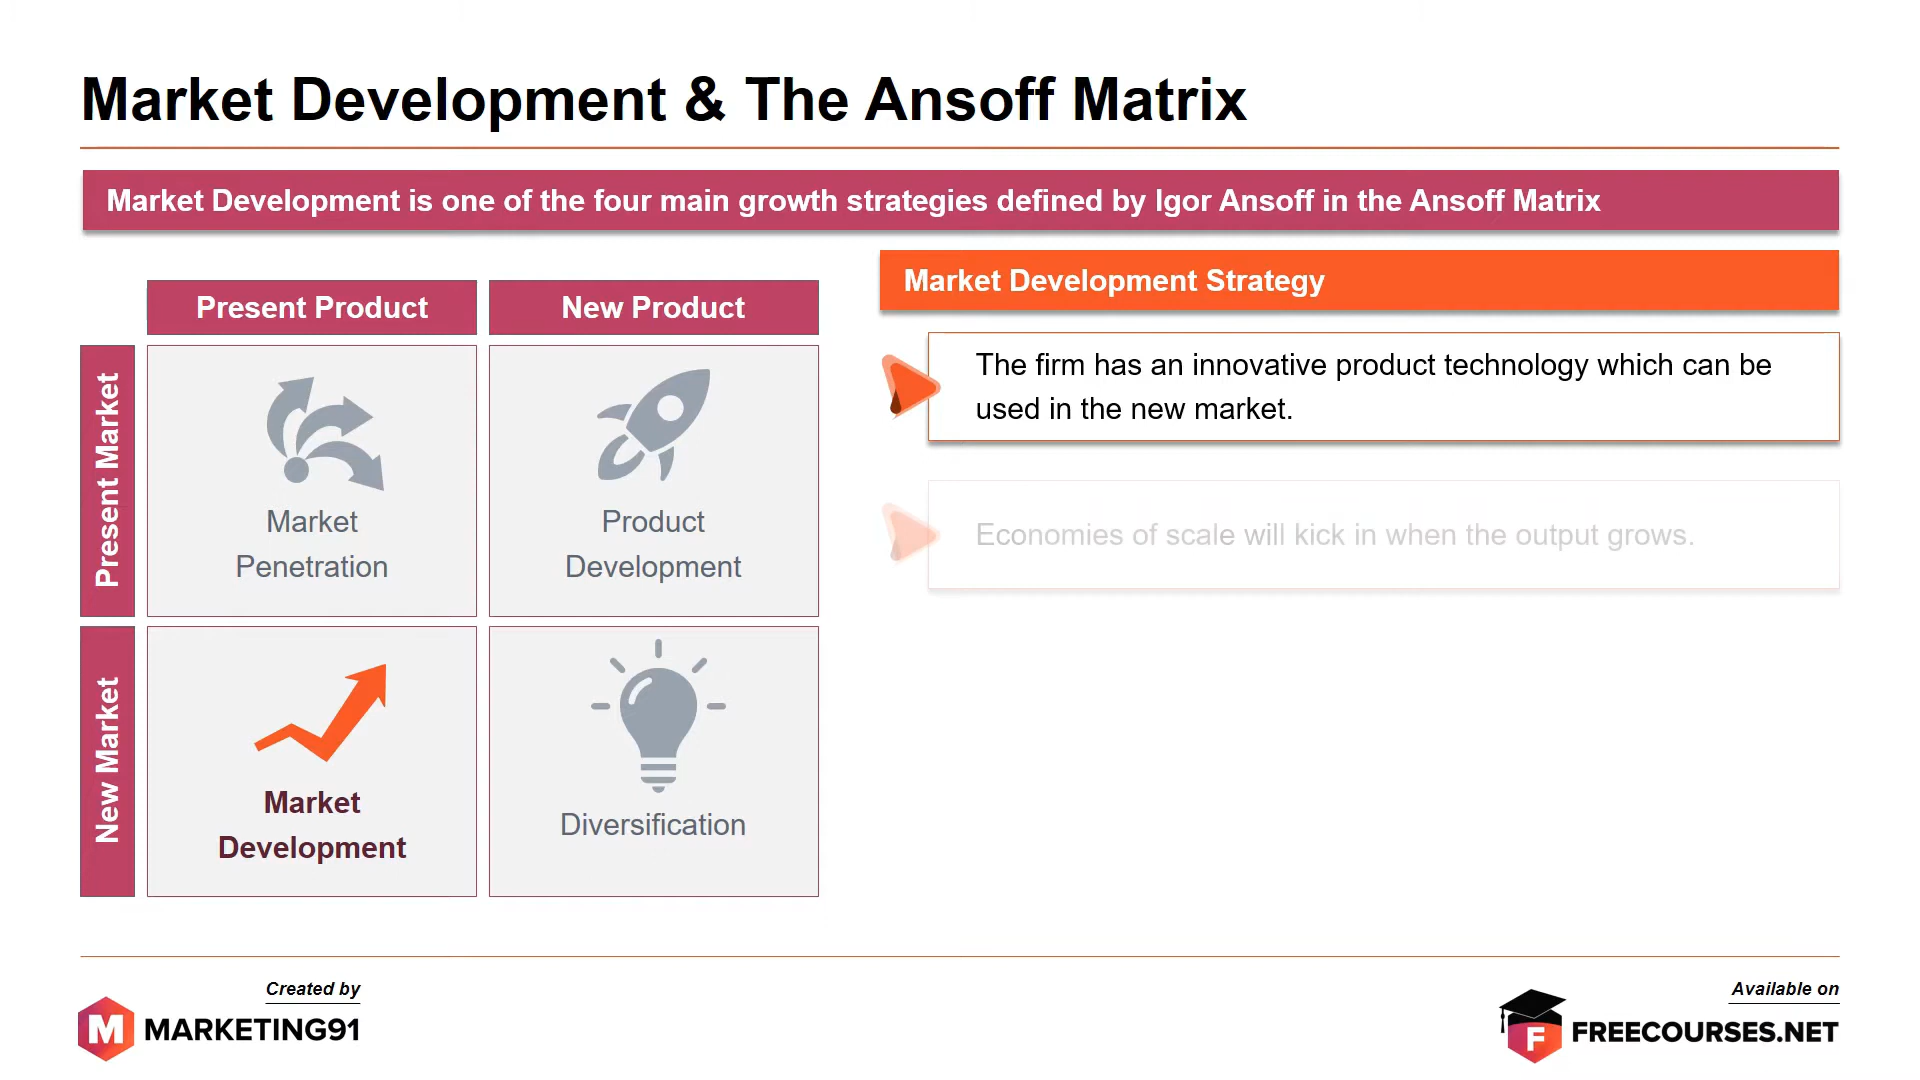 Market Development & The Ansoff Matrix
Market Development is one of the four main growth strategies defined by Igor Ansoff in the Ansoff Matrix
Present Product
New Product
Present Market
Market
Penetration
Product
Development
New Market
Market
Development
Diversification
Market Development Strategy
The firm has an innovative product technology which can be
used in the new market.
Economies of scale will kick in when the output grows.
Created by
M MARKETING91
Available on
F FREECOURSES.NET